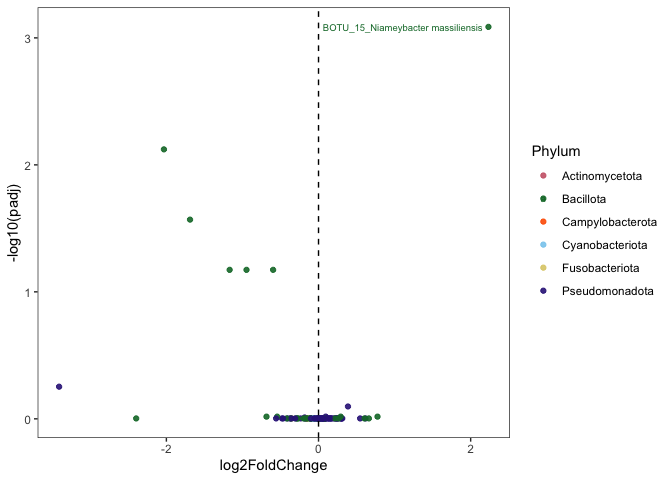 BOTU_15_Niameybacter massiliensis
3
2
1
0
-log10(padj)
-2
0
2
log2FoldChange
Phylum
Actinomycetota
Bacillota
Campylobacterota
Cyanobacteriota
Fusobacteriota
Pseudomonadota